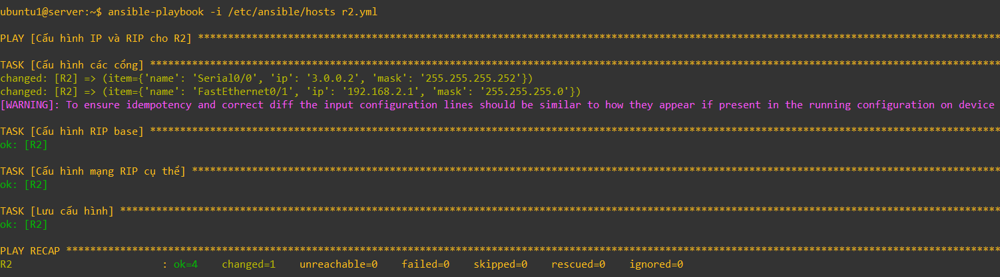 ubuntu1@server:~$ ansible-playbook -i /etc/ansible/hosts r2.yml
PLAY [Cấu hình IP và RIP cho R2] **************************************************************************************************************************************
TASK [Cấu hình các cổng] **********************************************************************************************************************************************
changed: [R2] => (item={'name': 'Serial0/0', 'ip': '3.0.0.2', 'mask': '255.255.255.252'})
changed: [R2] => (item={'name': 'FastEthernet0/1', 'ip': '192.168.2.1', 'mask': '255.255.255.0'})
[WARNING]: To ensure idempotency and correct diff the input configuration lines should be similar to how they appear if present in the running configuration on device
TASK [Cấu hình RIP base] **********************************************************************************************************************************************
ok: [R2]
TASK [Cấu hình mạng RIP cụ thể] ***************************************************************************************************************************************
ok: [R2]
TASK [Lưu cấu hình] ***************************************************************************************************************************************************
ok: [R2]
PLAY RECAP ************************************************************************************************************************************************************
R2                         : ok=4    changed=1    unreachable=0    failed=0    skipped=0    rescued=0    ignored=0